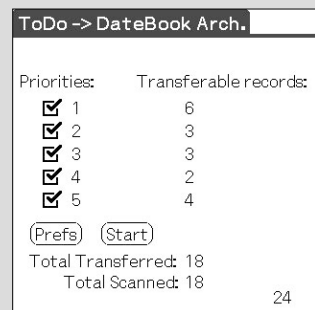 ToDo -> DateBook Arch.
Priorities: Transferable records:
1 6
2 3
3 3
4 2
5 4
Prefs Start
Total Transferred: 18
Total Scanned: 18
24